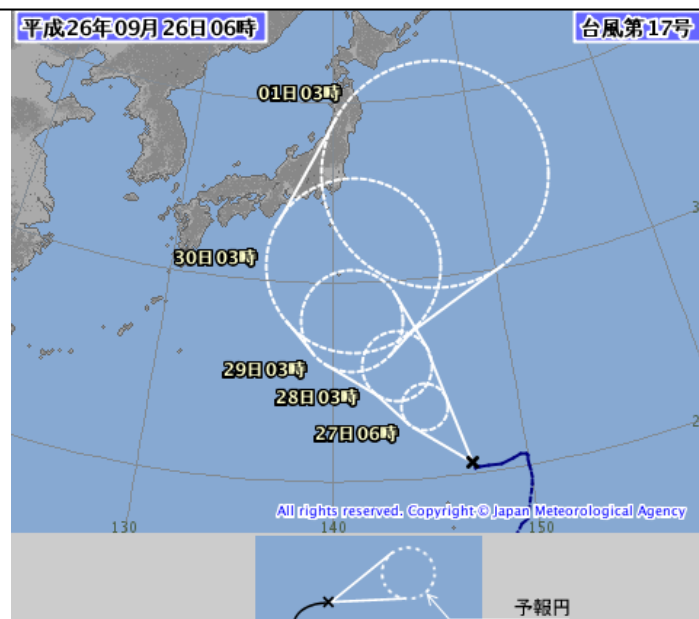 平成26年09月26日06時
台風第17号
01日03時
30日03時
29日03時
28日03時
27日06時
All rights reserved. Copyright © Japan Meteorological Agency
130
140
150
予報円